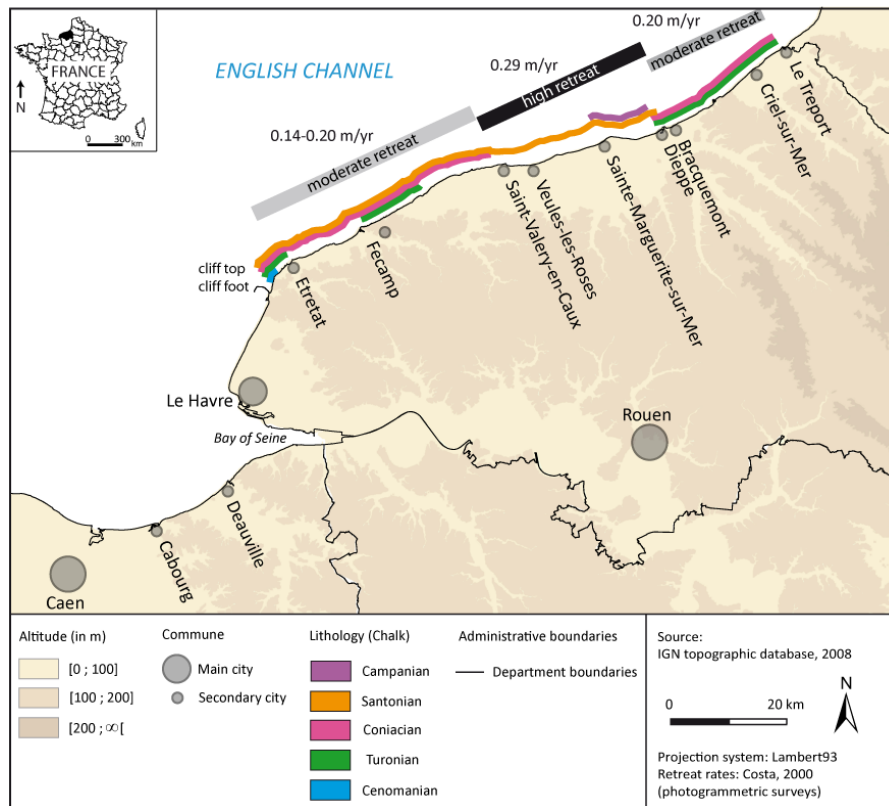 FRANCE
N
0 300
km
ENGLISH CHANNEL
0.20 m/yr
moderate retreat
0.29 m/yr
high retreat
0.14-0.20 m/yr
moderate retreat
Le Treport
Criel-sur-Mer
Bracquemont
Dieppe
Sainte-Marguerite-sur-Mer
Veules-les-Roses
Saint-Valery-en-Caux
Fecamp
Etretat
cliff top
cliff foot
Le Havre
Rouen
Bay of Seine
Deauville
Cabourg
Caen
Altitude (in m)
[0 ; 100]
[100 ; 200]
[200 ; ∞[
Commune
Main city
Secondary city
Lithology (Chalk)
Campanian
Santonian
Coniacian
Turonian
Cenomanian
Administrative boundaries
Department boundaries
Source:
IGN topographic database, 2008
0 20 km
N
Projection system: Lambert93
Retreat rates: Costa, 2000
(photogrammetric surveys)